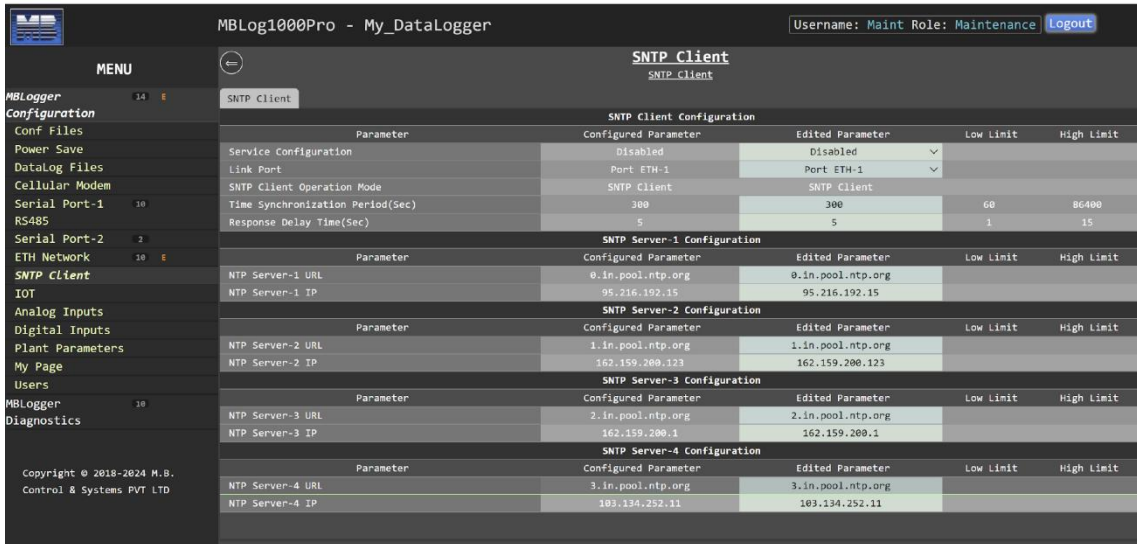 MB
MBLog1000Pro - My_DataLogger
Username: Maint Role: Maintenance Logout
MENU
MBLogger 14 E
Configuration
Conf Files
Power Save
DataLog Files
Cellular Modem
Serial Port-1 10
RS485
Serial Port-2 2
ETH Network 10 E
SNTP Client
IOT
Analog Inputs
Digital Inputs
Plant Parameters
My Page
Users
MBLogger 10
Diagnostics
Copyright © 2018-2024 M.B.
Control & Systems PVT LTD
SNTP Client
SNTP Client
SNTP Client
SNTP Client Configuration
Parameter Configured Parameter Edited Parameter Low Limit High Limit
Service Configuration Disabled Disabled
Link Port Port ETH-1 Port ETH-1
SNTP Client Operation Mode SNTP Client SNTP Client
Time Synchronization Period(Sec) 300 300 60 86400
Response Delay Time(Sec) 5 5 1 15
SNTP Server-1 Configuration
Parameter Configured Parameter Edited Parameter Low Limit High Limit
NTP Server-1 URL 0.in.pool.ntp.org 0.in.pool.ntp.org
NTP Server-1 IP 95.216.192.15 95.216.192.15
SNTP Server-2 Configuration
Parameter Configured Parameter Edited Parameter Low Limit High Limit
NTP Server-2 URL 1.in.pool.ntp.org 1.in.pool.ntp.org
NTP Server-2 IP 162.159.200.123 162.159.200.123
SNTP Server-3 Configuration
Parameter Configured Parameter Edited Parameter Low Limit High Limit
NTP Server-3 URL 2.in.pool.ntp.org 2.in.pool.ntp.org
NTP Server-3 IP 162.159.200.1 162.159.200.1
SNTP Server-4 Configuration
Parameter Configured Parameter Edited Parameter Low Limit High Limit
NTP Server-4 URL 3.in.pool.ntp.org 3.in.pool.ntp.org
NTP Server-4 IP 103.134.252.11 103.134.252.11